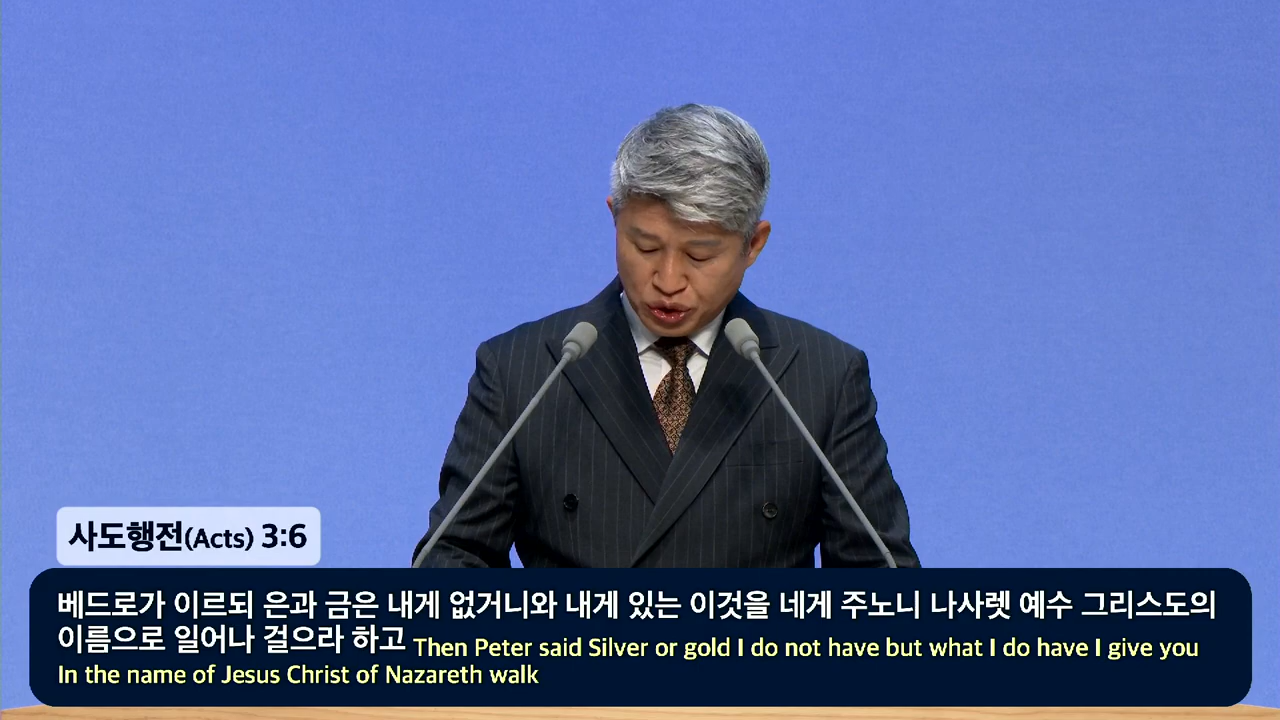 사도행전(Acts) 3:6
베드로가 이르되 은과 금은 내게 없거니와 내게 있는 이것을 네게 주노니 나사렛 예수 그리스도의
이름으로 일어나 걸으라 하고 Then Peter said Silver or gold I do not have but what I do have I give you
In the name of Jesus Christ of Nazareth walk